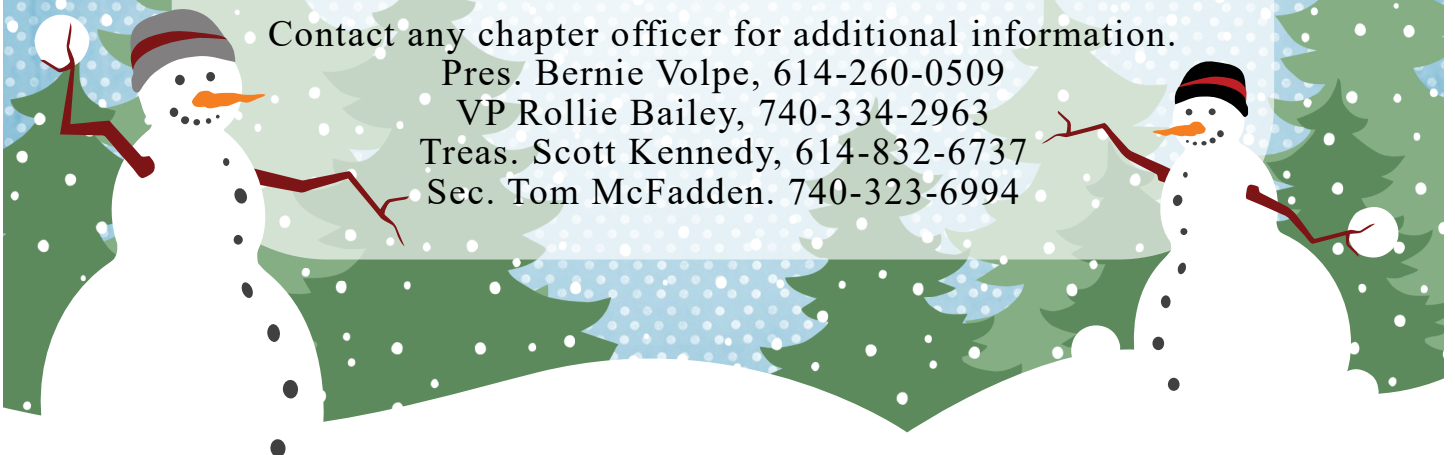 Contact any chapter officer for additional information.
Pres. Bernie Volpe, 614-260-0509
VP Rollie Bailey, 740-334-2963
Treas. Scott Kennedy, 614-832-6737
Sec. Tom McFadden. 740-323-6994